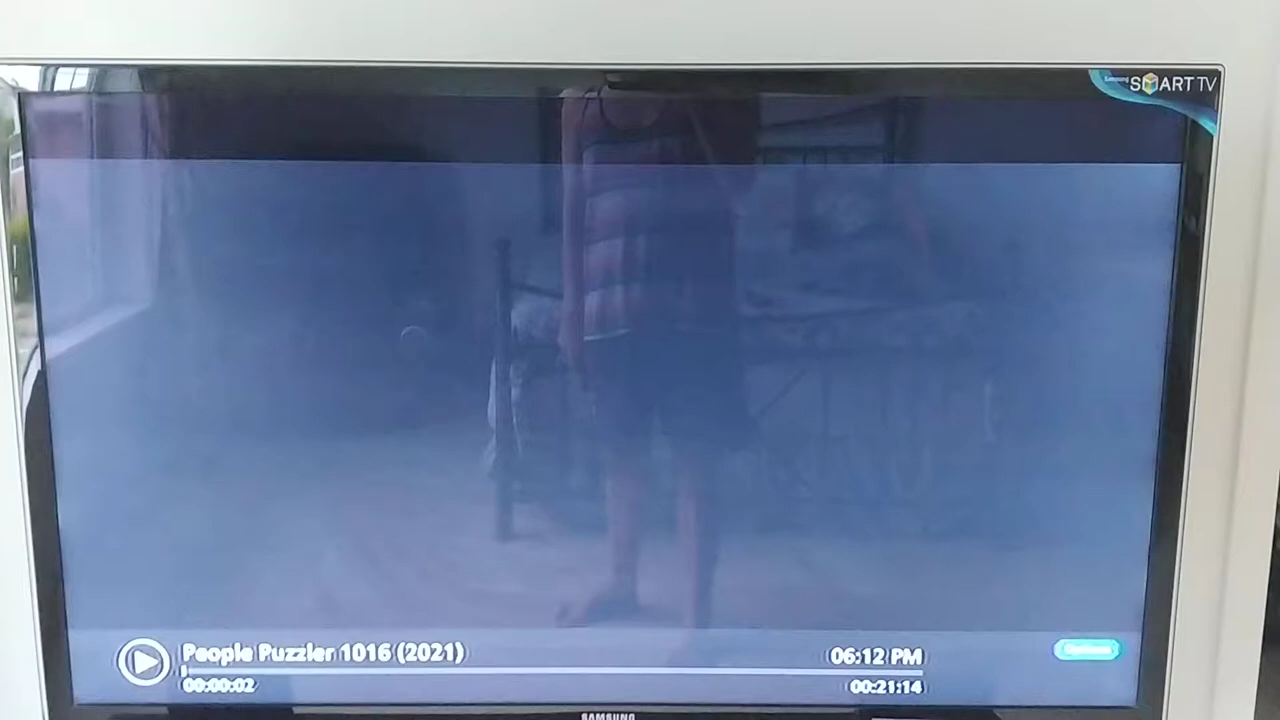 SMART TV
People Puzzler 1016 (2021)
06:12 PM
00:00:02
00:21:14
SAMSUNG